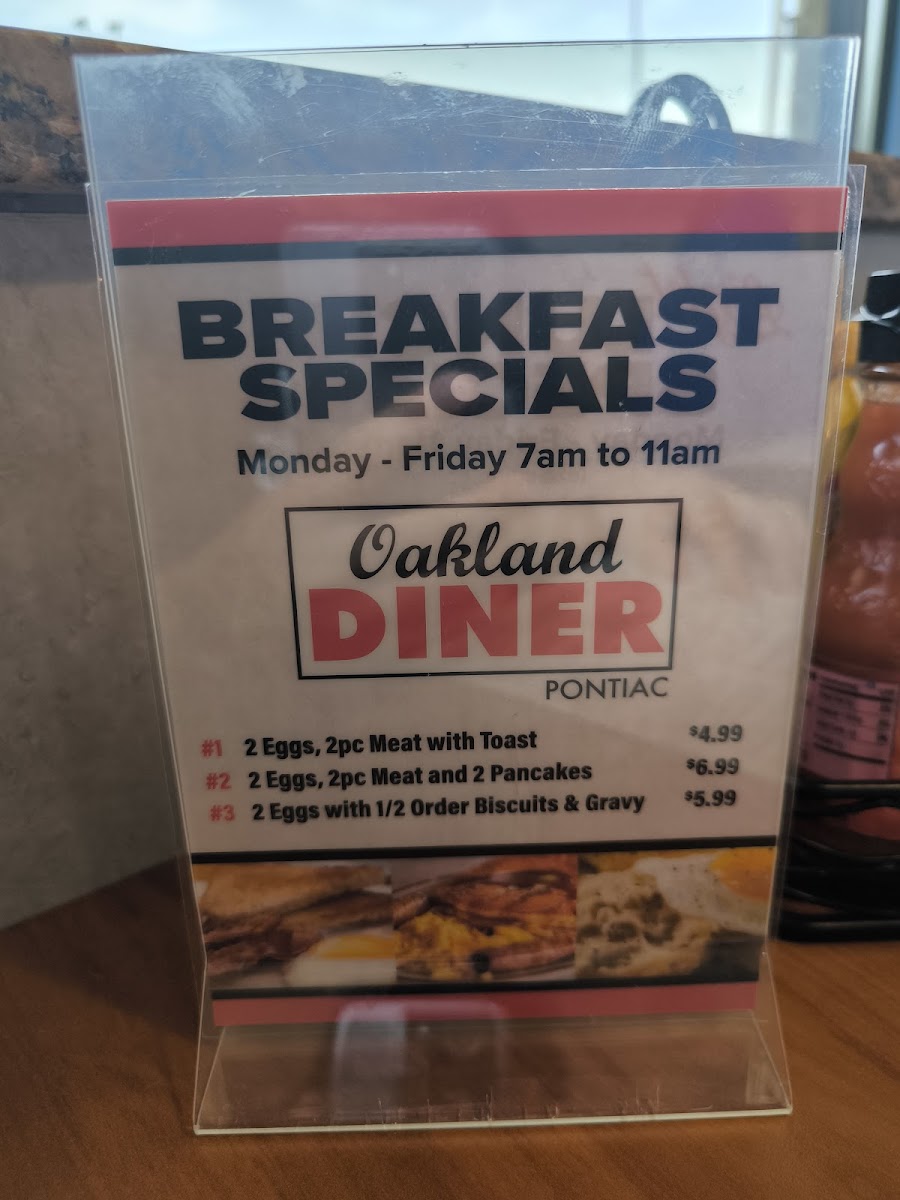 BREAKFAST
SPECIALS
Monday - Friday 7am to 11am
Oakland
DINER
PONTIAC
#1 2 Eggs, 2pc Meat with Toast $4.99
#2 2 Eggs, 2pc Meat and 2 Pancakes $6.99
#3 2 Eggs with 1/2 Order Biscuits & Gravy $5.99